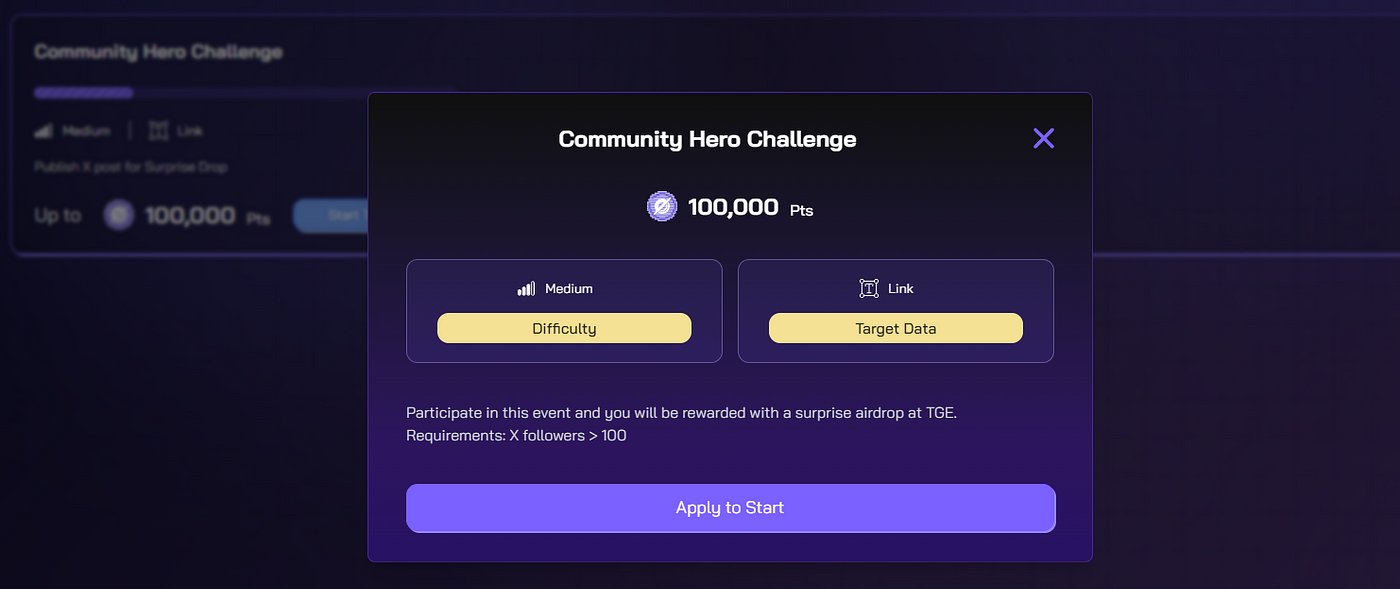 Community Hero Challenge
Medium | Link
Publish X post for Surprise Drop
Up to 100,000 Pts
Start
Community Hero Challenge
100,000 Pts
Medium
Difficulty
Link
Target Data
Participate in this event and you will be rewarded with a surprise airdrop at TGE.
Requirements: X followers > 100
Apply to Start